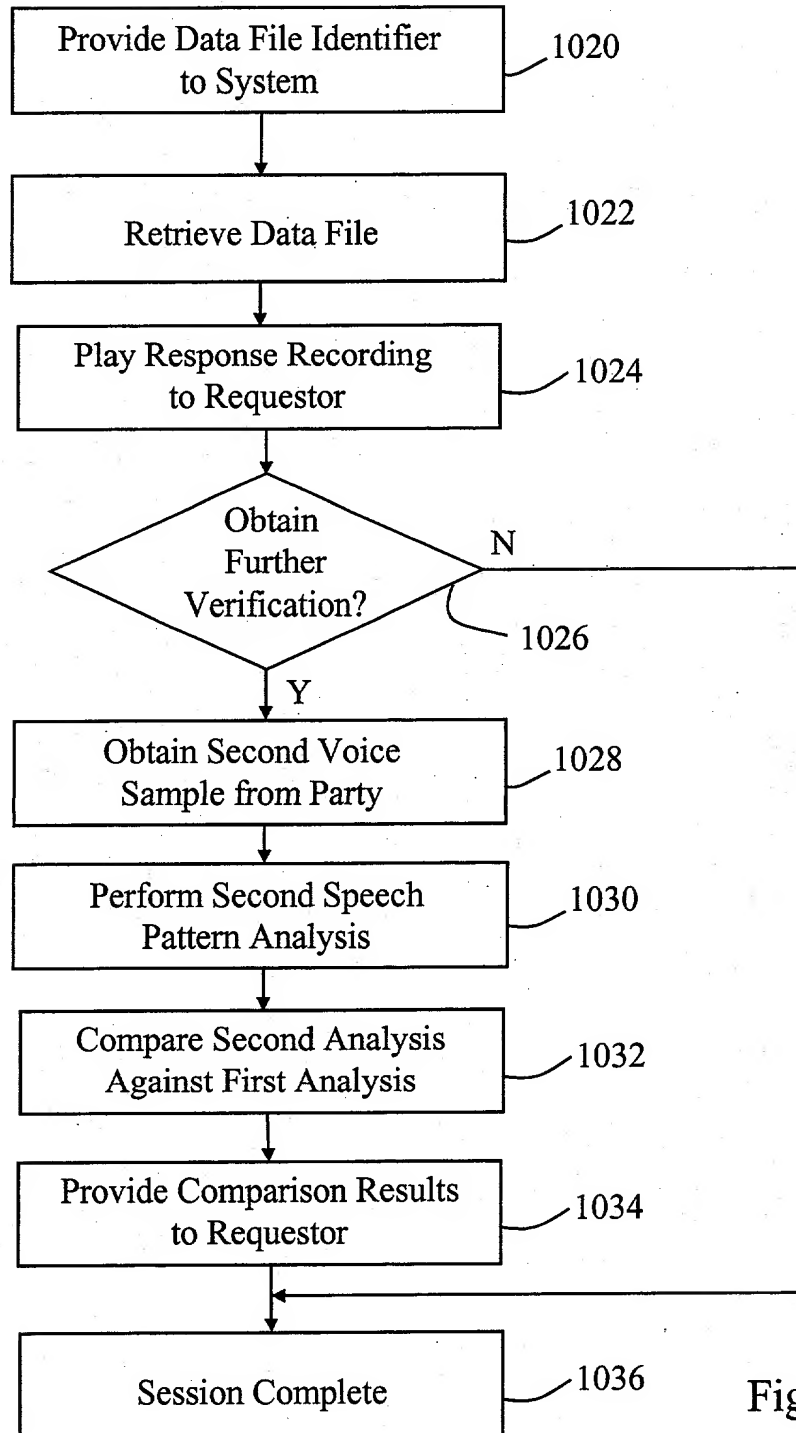 Provide Data File Identifier
to System
1020
Retrieve Data File
1022
Play Response Recording
to Requestor
1024
Obtain
Further
Verification?
N
1026
Y
Obtain Second Voice
Sample from Party
1028
Perform Second Speech
Pattern Analysis
1030
Compare Second Analysis
Against First Analysis
1032
Provide Comparison Results
to Requestor
1034
Session Complete
1036
Fig